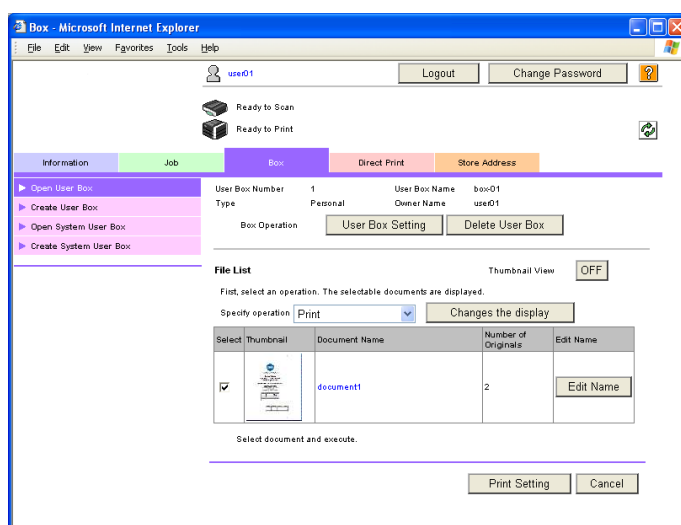 Box - Microsoft Internet Explorer
File Edit View Favorites Tools Help
user01 Logout Change Password ?
Ready to Scan
Ready to Print
Information Job Box Direct Print Store Address
Open User Box
Create User Box
Open System User Box
Create System User Box
User Box Number 1 User Box Name box-01
Type Personal Owner Name user01
Box Operation User Box Setting Delete User Box
File List Thumbnail View OFF
First, select an operation. The selectable documents are displayed.
Specify operation Print Changes the display
Select Thumbnail Document Name Number of Originals Edit Name
document1 2 Edit Name
Select document and execute.
Print Setting Cancel